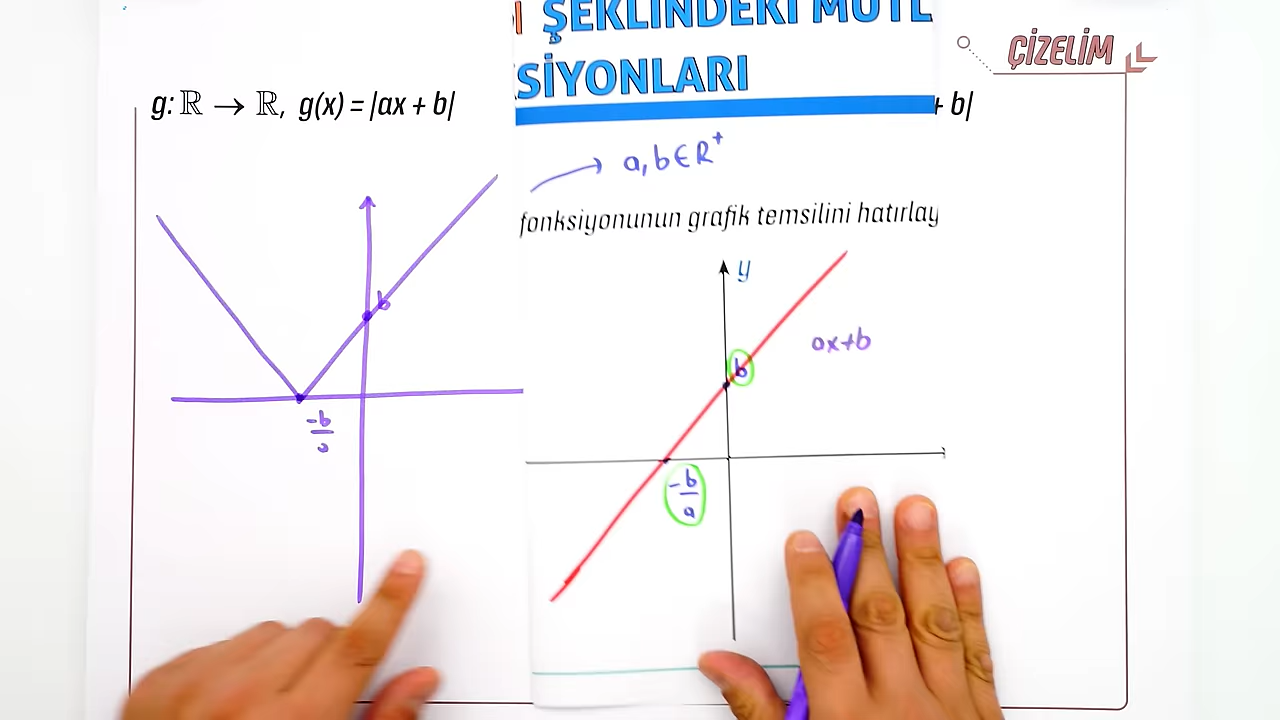 ŞEKLİNDEKİ MUTL
SİYONLARI
ÇİZELİM
g: ℝ → ℝ, g(x) = |ax + b|
+ b|
a, b ∈ R⁺
fonksiyonunun grafik temsilini hatırlay
y
b
ax+b
b
-b/a
-b/a